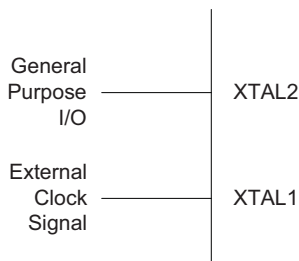 General
Purpose
I/O
XTAL2
External
Clock
Signal
XTAL1